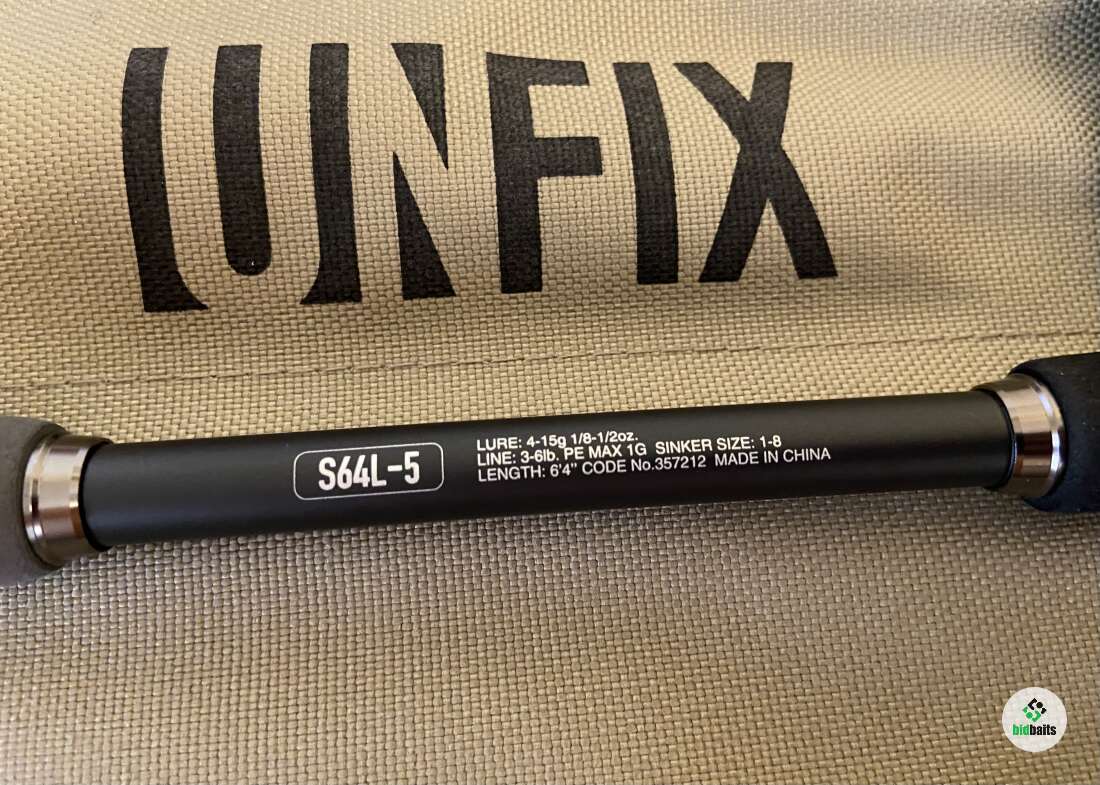 UNFIX
S64L-5
LURE: 4-15g 1/8-1/2oz.
LINE: 3-6lb. PE MAX 1G SINKER SIZE: 1-8
LENGTH: 6'4" CODE No.357212 MADE IN CHINA
bidbaits